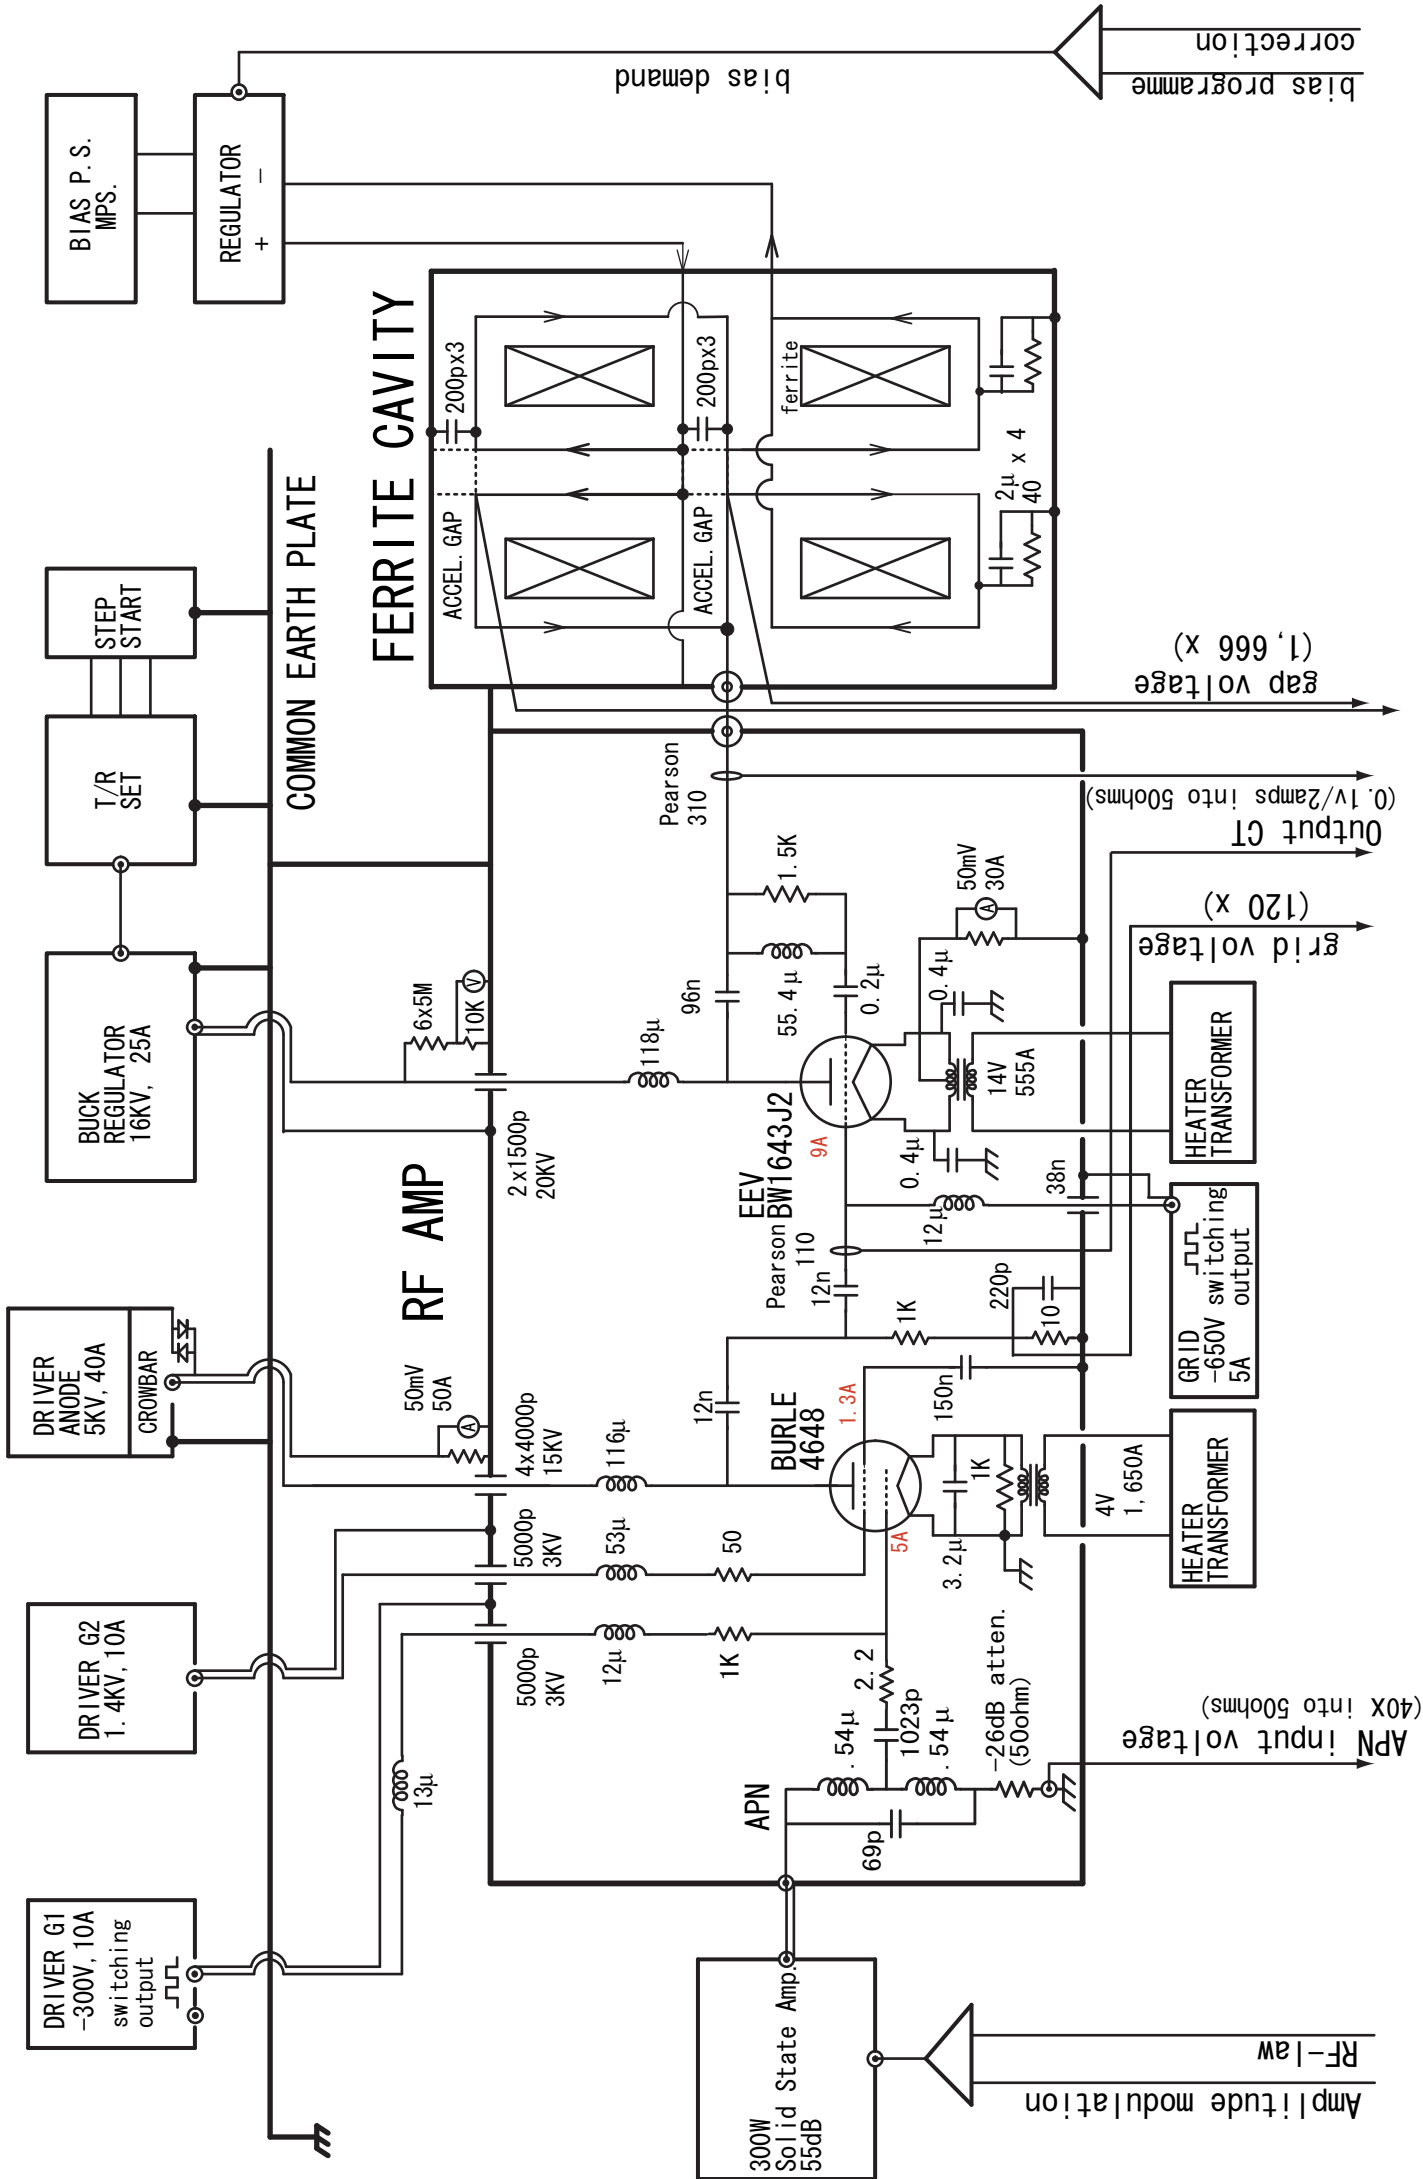 DRIVER G1
-300V, 10A
switching
output
DRIVER G2
1.4KV, 10A
DRIVER
ANODE
5KV, 40A
CROWBAR
BUCK
REGULATOR
16KV, 25A
T/R
SET
STEP
START
BIAS P.S.
MPS.
REGULATOR
+ -
COMMON EARTH PLATE
bias demand
bias programme
correction
RF AMP
FERRITE CAVITY
13μ
5000p
3KV
5000p
3KV
4x4000p
15KV
50mV
50A
A
2x1500p
20KV
6x5M
10K
V
12μ
53μ
116μ
118μ
1K
50
12n
96n
55.4μ
1.5K
Pearson
310
ACCEL. GAP
200px3
ACCEL. GAP
200px3
ferrite
2μ x 4
40
300W
Solid State Amp.
55dB
APN
69p
.54μ
.54μ
1023p
2.2
-26dB atten.
(50ohm)
BURLE
4648
5A
1.3A
3.2μ
1K
4V
1,650A
150n
12n
Pearson
110
1K
10
220p
EEV
BW1643J2
9A
12μ
38n
0.2μ
0.4μ
0.4μ
14V
555A
50mV
30A
A
HEATER
TRANSFORMER
GRID
-650V switching
output
5A
HEATER
TRANSFORMER
Amplitude modulation
RF-law
APN input voltage
(40X into 50ohms)
grid voltage
(120 x)
Output CT
(0.1v/2amps into 50ohms)
gap voltage
(1,666 x)